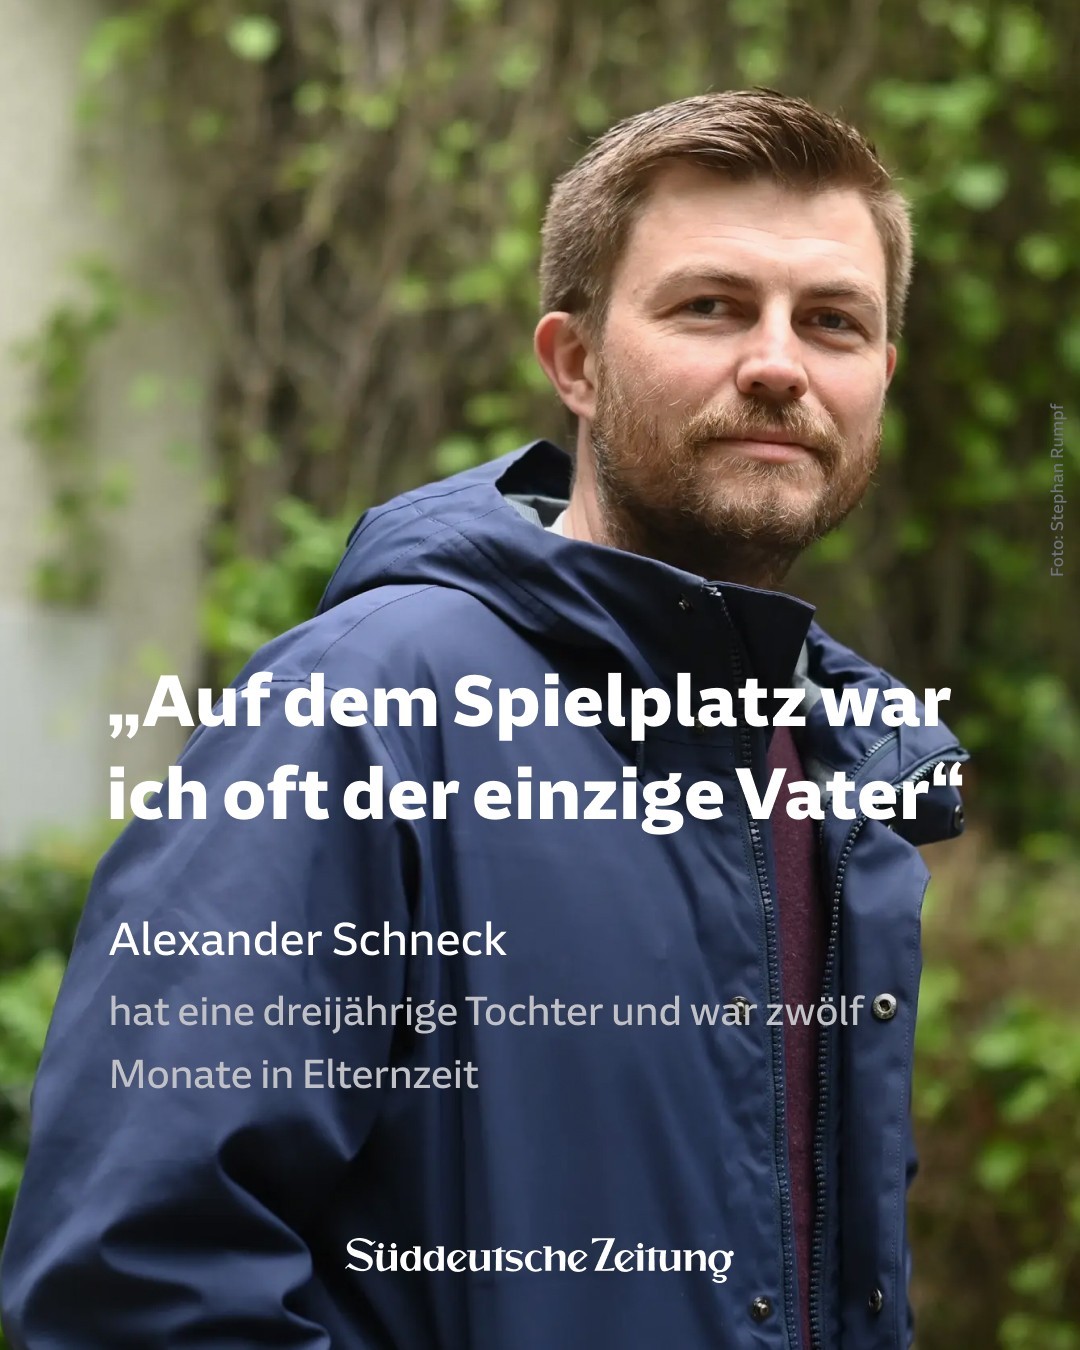 „Auf dem Spielplatz war
ich oft der einzige Vater“
Alexander Schneck
hat eine dreijährige Tochter und war zwölf
Monate in Elternzeit
Foto: Stephan Rumpf
Süddeutsche Zeitung